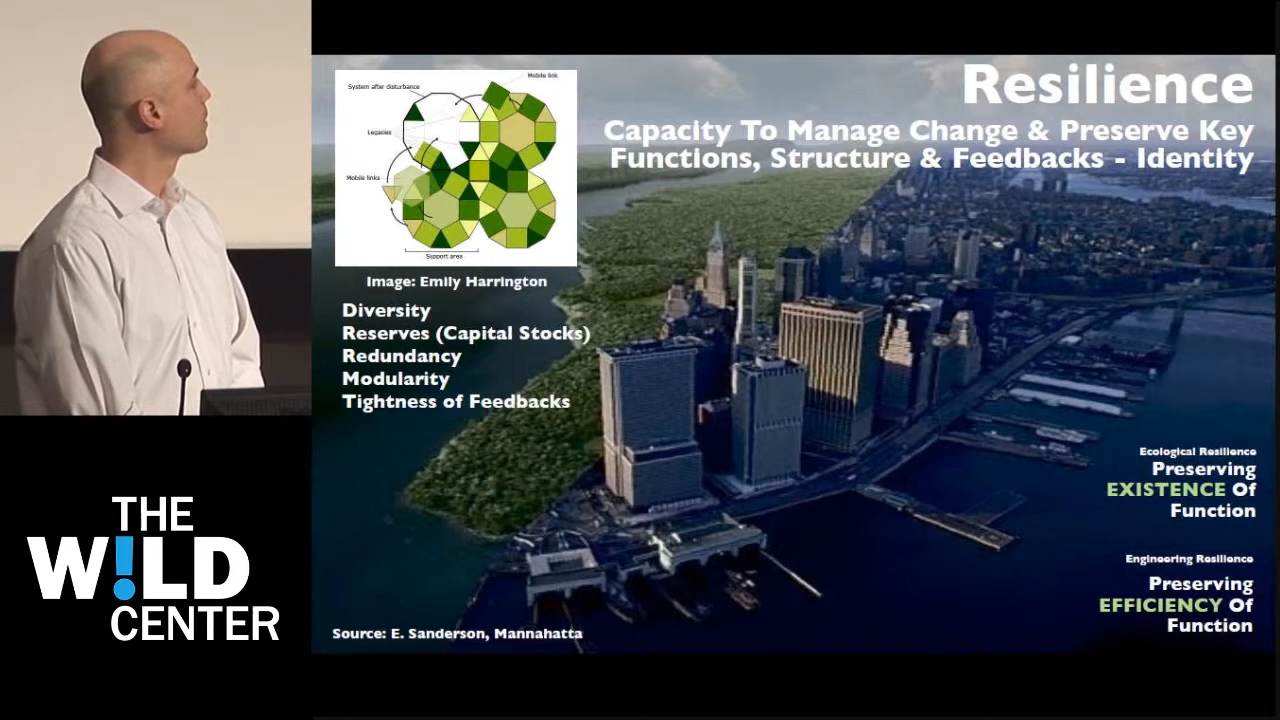 Resilience
Capacity To Manage Change & Preserve Key
Functions, Structure & Feedbacks - Identity
Mobile link
System after disturbance
Legacies
Mobile links
Support area
Image: Emily Harrington
Diversity
Reserves (Capital Stocks)
Redundancy
Modularity
Tightness of Feedbacks
Ecological Resilience
Preserving
EXISTENCE Of
Function
Engineering Resilience
Preserving
EFFICIENCY Of
Function
Source: E. Sanderson, Mannahatta
THE
W!LD
CENTER